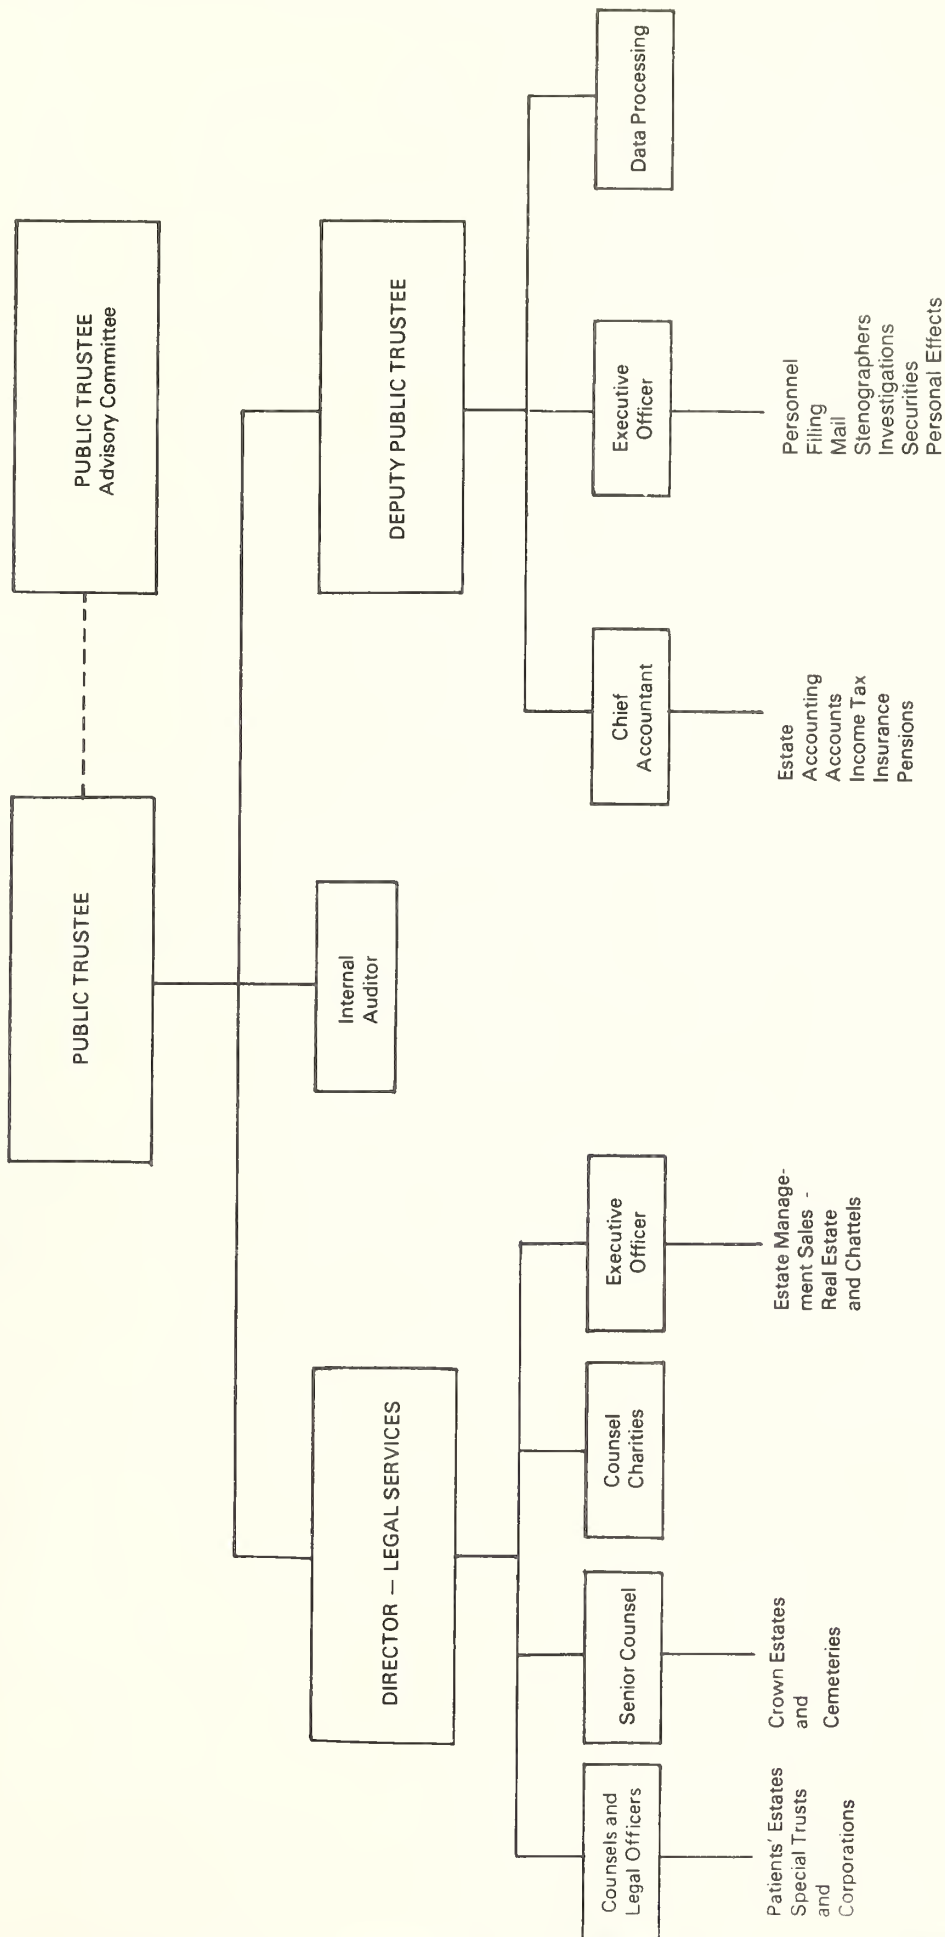 PUBLIC TRUSTEE
PUBLIC TRUSTEE
Advisory Committee
DIRECTOR — LEGAL SERVICES
Internal
Auditor
DEPUTY PUBLIC TRUSTEE
Counsels and
Legal Officers
Senior Counsel
Counsel
Charities
Executive
Officer
Chief
Accountant
Executive
Officer
Data Processing
Patients' Estates
Special Trusts
and
Corporations
Crown Estates
and
Cemeteries
Estate Manage-
ment Sales -
Real Estate
and Chattels
Estate
Accounting
Accounts
Income Tax
Insurance
Pensions
Personnel
Filing
Mail
Stenographers
Investigations
Securities
Personal Effects